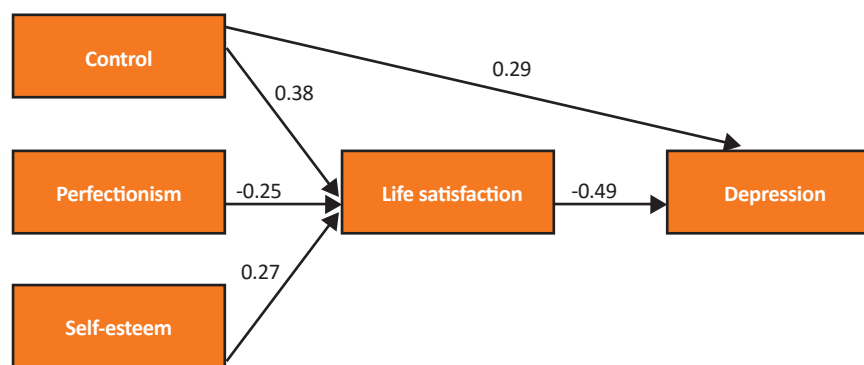 Control
0.29
0.38
Perfectionism
-0.25
Life satisfaction
-0.49
Depression
0.27
Self-esteem